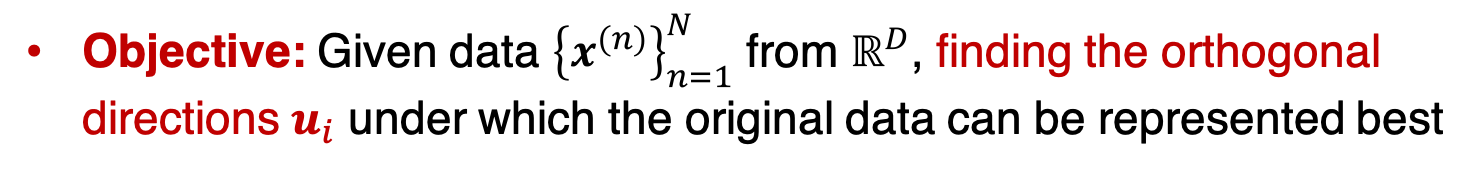 • Objective: Given data {x^{(n)}}_{n=1}^{N} from ℝ^D, finding the orthogonal
directions u_i under which the original data can be represented best